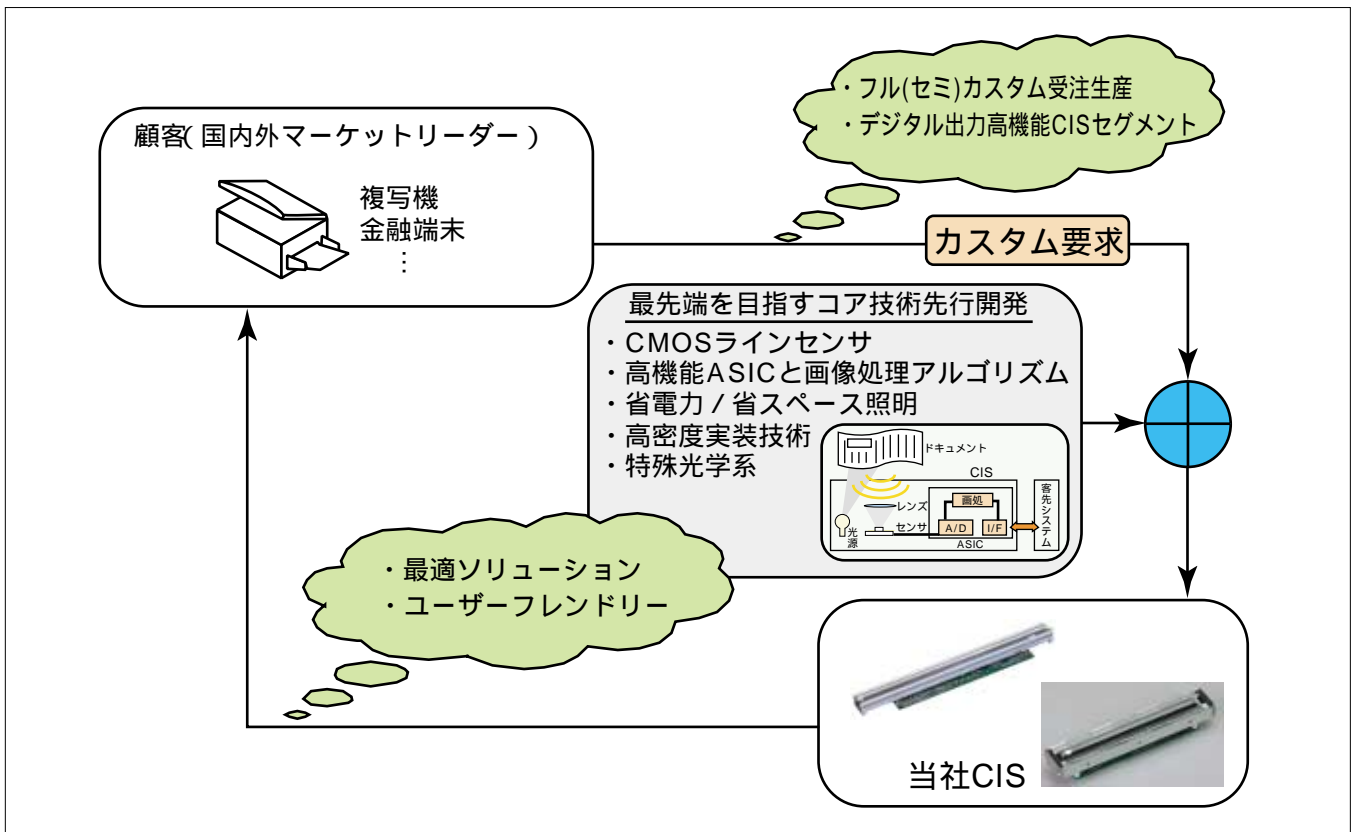 ・フル(セミ)カスタム受注生産
・デジタル出力高機能CISセグメント
顧客(国内外マーケットリーダー)
複写機
金融端末
⋮
カスタム要求
最先端を目指すコア技術先行開発
・CMOSラインセンサ
・高機能ASICと画像処理アルゴリズム
・省電力/省スペース照明
・高密度実装技術
・特殊光学系
ドキュメント
CIS
画処
レンズ
センサ
A/D
I/F
光源
ASIC
客先システム
・最適ソリューション
・ユーザーフレンドリー
当社CIS